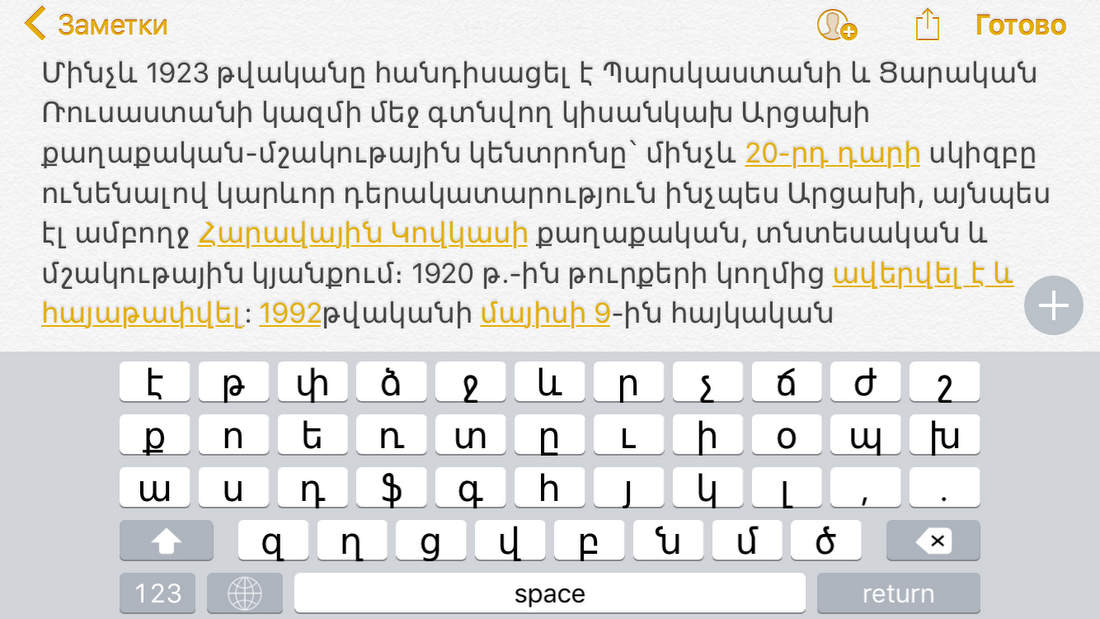 Заметки
Готово
Մինչև 1923 թվականը հանդիսացել է Պարսկաստանի և Ցարական
Ռուսաստանի կազմի մեջ գտնվող կիսանկախ Արցախի
քաղաքական-մշակութային կենտրոնը՝ մինչև 20-րդ դարի սկիզբը
ունենալով կարևոր դերակատարություն ինչպես Արցախի, այնպես
էլ ամբողջ Հարավային Կովկասի քաղաքական, տնտեսական և
մշակութային կյանքում։ 1920 թ.-ին թուրքերի կողմից ավերվել է և
հայաթափվել: 1992թվականի մայիսի 9-ին հայկական
է թ փ ձ ջ և ր չ ճ ժ շ
ք ո ե ռ տ ը ւ ի օ պ խ
ա ս դ ֆ գ հ յ կ լ , .
զ ղ ց վ բ ն մ ծ
123 space return